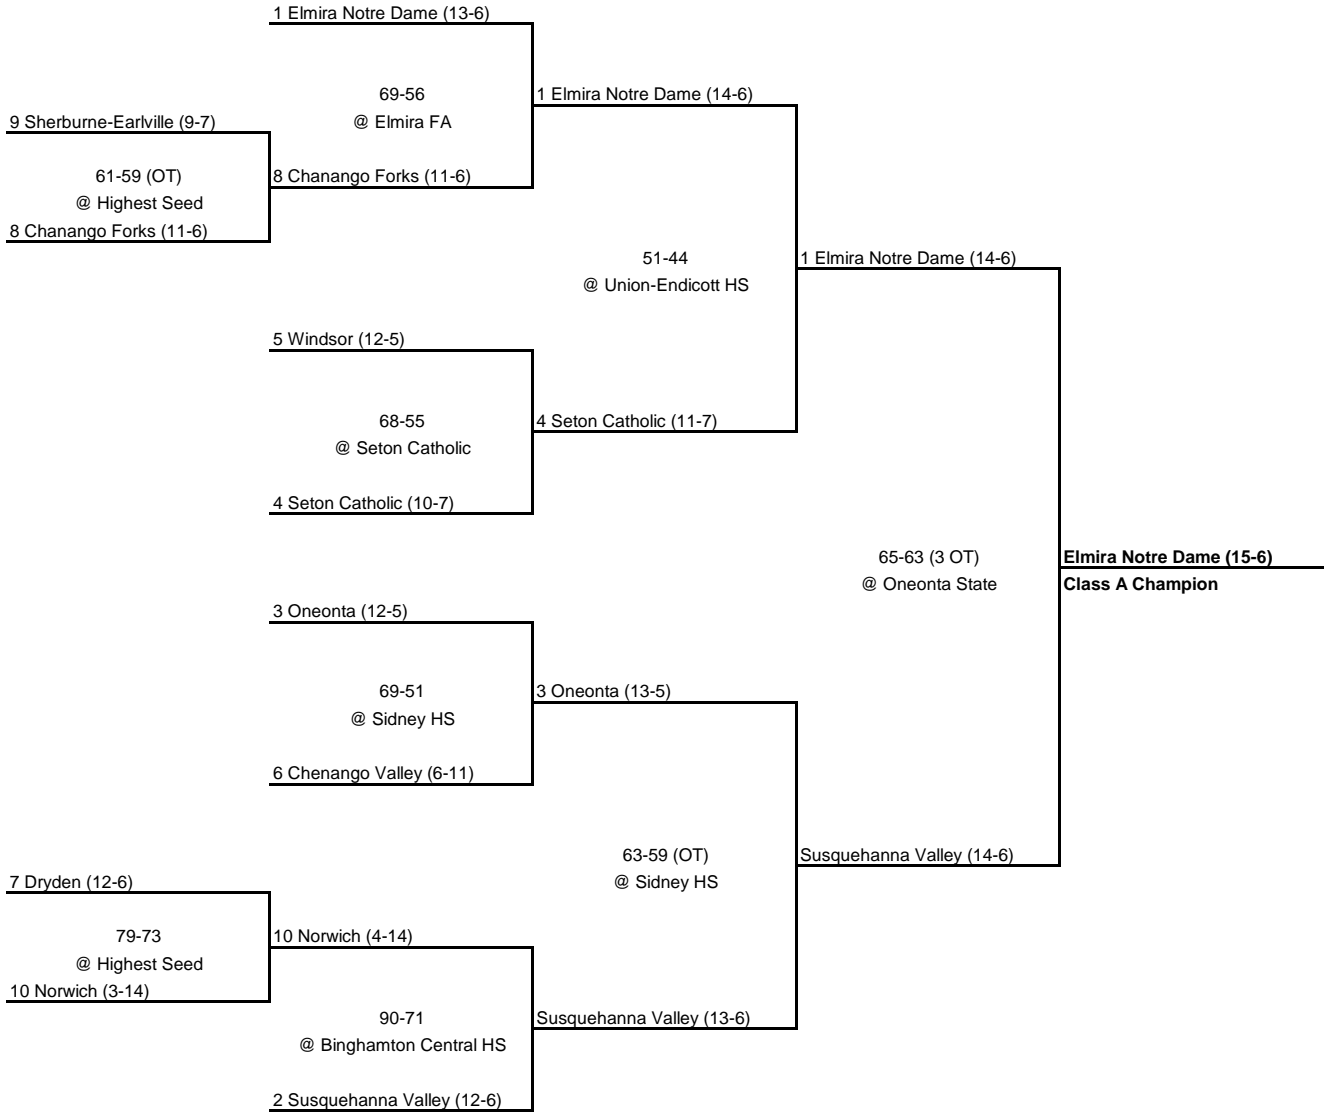 1 Elmira Notre Dame (13-6)
69-56
@ Elmira FA
1 Elmira Notre Dame (14-6)
9 Sherburne-Earlville (9-7)
61-59 (OT)
@ Highest Seed
8 Chanango Forks (11-6)
8 Chanango Forks (11-6)
51-44
@ Union-Endicott HS
1 Elmira Notre Dame (14-6)
5 Windsor (12-5)
68-55
@ Seton Catholic
4 Seton Catholic (11-7)
4 Seton Catholic (10-7)
65-63 (3 OT)
@ Oneonta State
Elmira Notre Dame (15-6)
Class A Champion
3 Oneonta (12-5)
69-51
@ Sidney HS
3 Oneonta (13-5)
6 Chenango Valley (6-11)
63-59 (OT)
@ Sidney HS
Susquehanna Valley (14-6)
7 Dryden (12-6)
79-73
@ Highest Seed
10 Norwich (4-14)
10 Norwich (3-14)
90-71
@ Binghamton Central HS
Susquehanna Valley (13-6)
2 Susquehanna Valley (12-6)